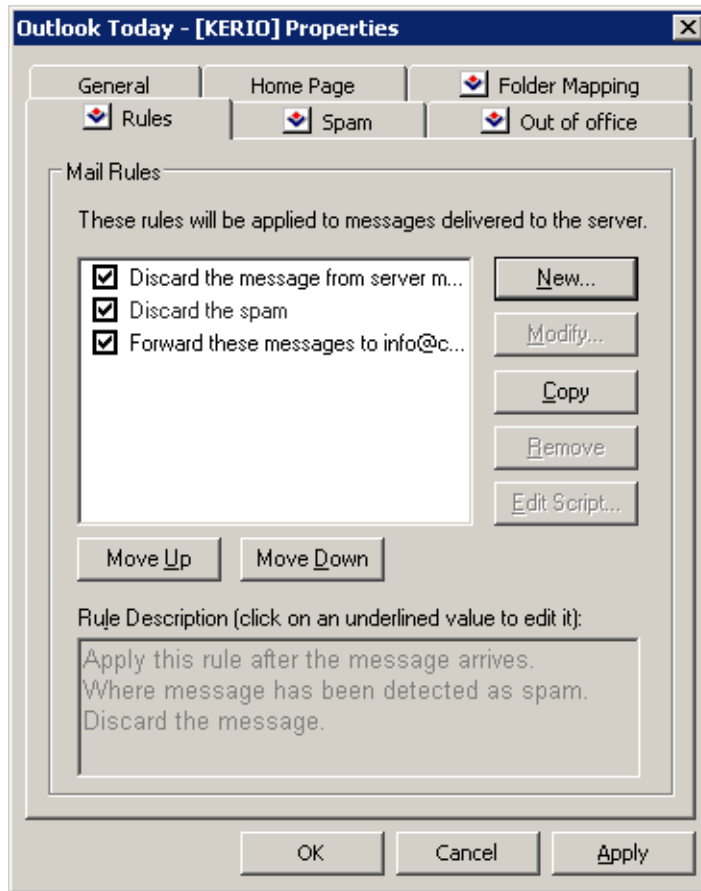 Outlook Today - [KERIO] Properties
General
Home Page
Folder Mapping
Rules
Spam
Out of office
Mail Rules
These rules will be applied to messages delivered to the server.
Discard the message from server m...
New...
Discard the spam
Modify...
Forward these messages to info@c...
Copy
Remove
Edit Script...
Move Up
Move Down
Rule Description (click on an underlined value to edit it):
Apply this rule after the message arrives.
Where message has been detected as spam.
Discard the message.
OK
Cancel
Apply